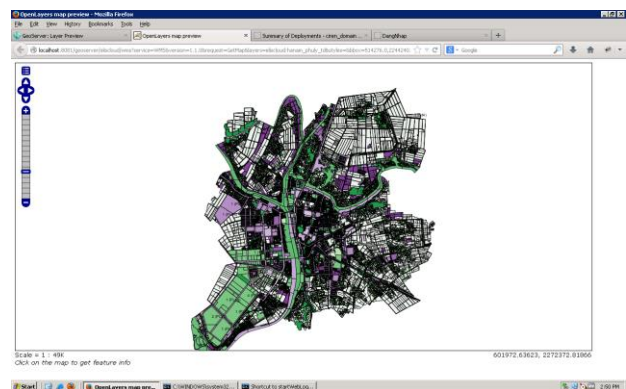 OpenLayers map preview - Mozilla Firefox
File Edit View History Bookmarks Tools Help
GeoServer: Layer Preview
OpenLayers map preview
Summary of Deployments - cimm_domain ...
DangNhap
Google
Scale = 1 : 49K
601972.63623, 2272372.81866
Click on the map to get feature info
Start
OpenLayers map pre...
C:\WINDOWS\system32...
Shortcut to startWebLog...
2:50 PM